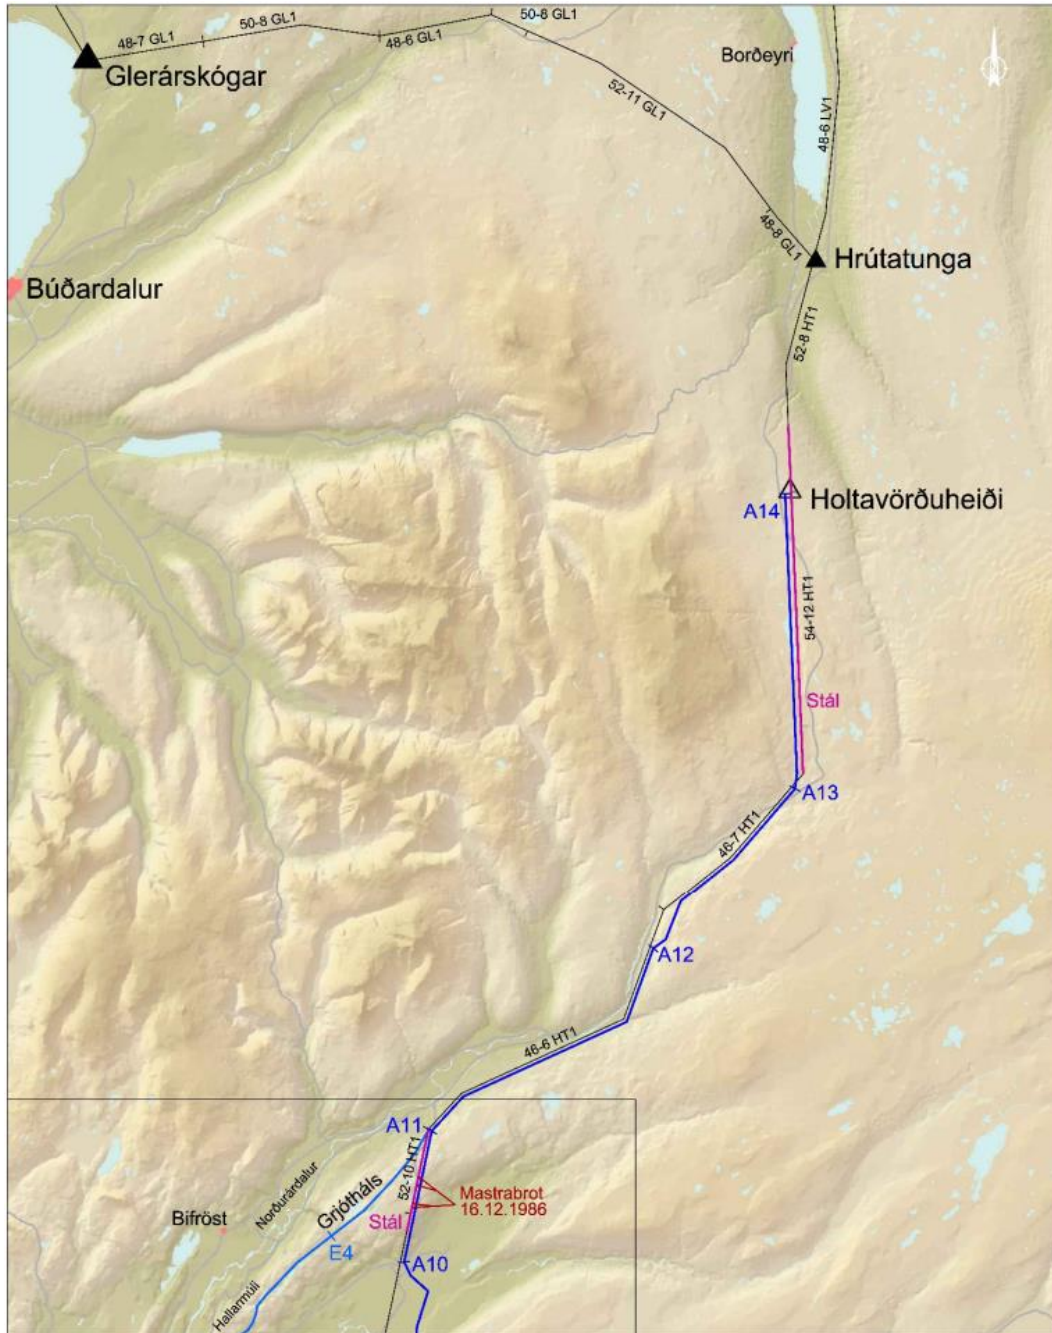 50-8 GL1
50-8 GL1
48-7 GL1
48-6 GL1
Glerárskógar
Borðeyri
52-11 GL1
48-6 LV1
48-8 GL1
Hrútatunga
Búðardalur
52-8 HT1
Holtavörðuheiði
A14
54-12 HT1
Stál
A13
46-7 HT1
A12
46-6 HT1
A11
52-10 HT1
Norðurárdalur
Grjótháls
Mastrabrot
16.12.1986
Bifröst
Stál
E4
A10
Hallarmúli